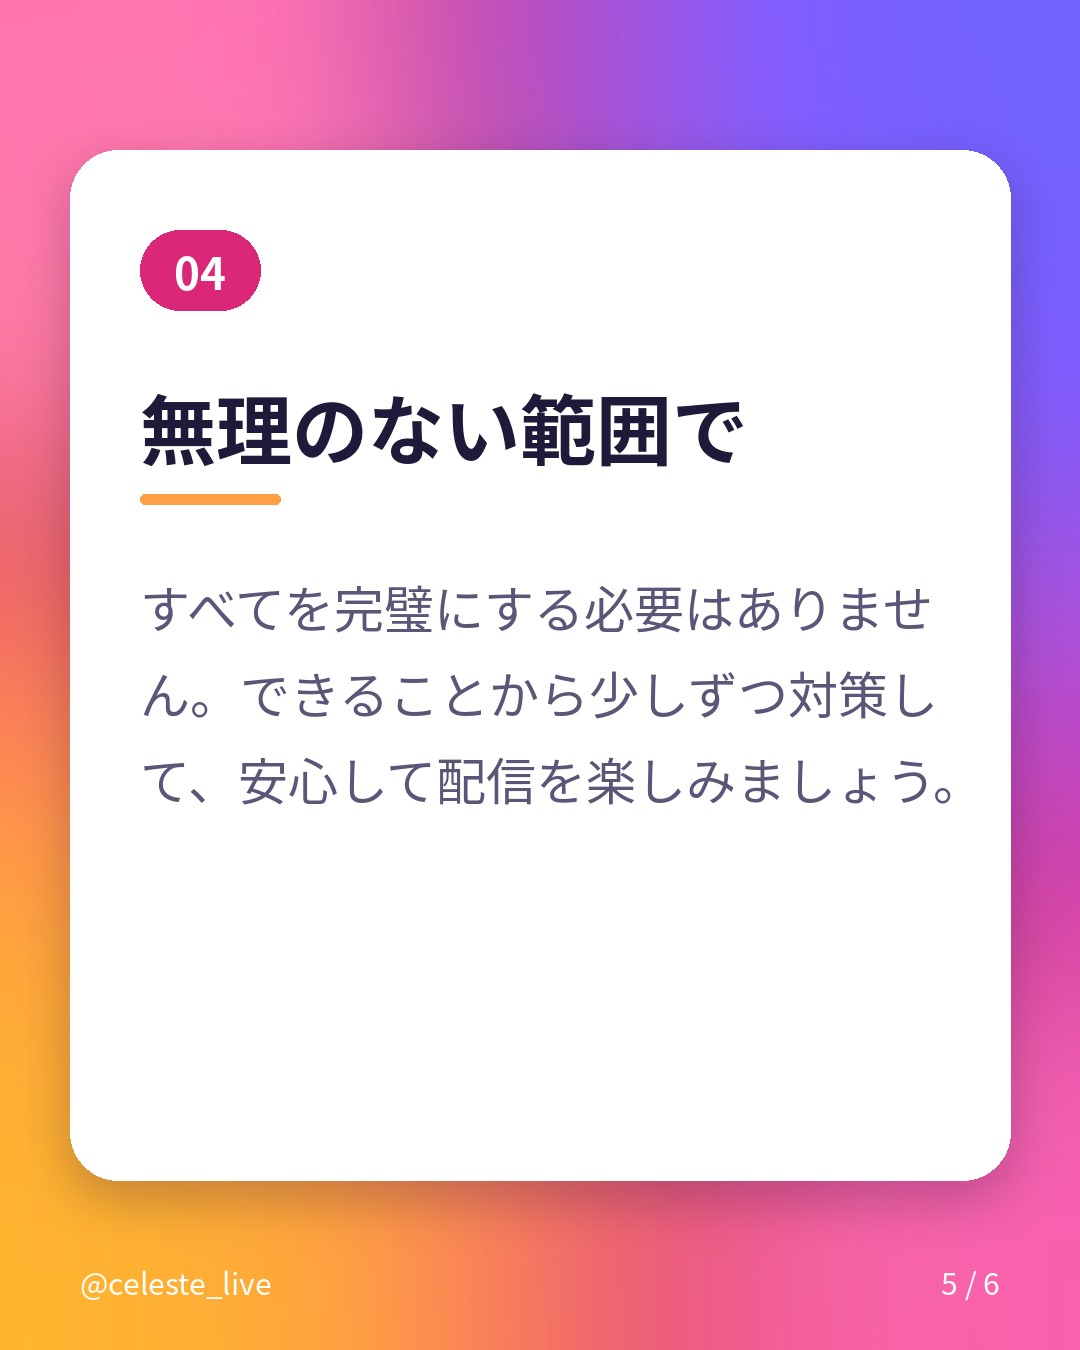 04
無理のない範囲で
すべてを完璧にする必要はありませ
ん。できることから少しずつ対策し
て、安心して配信を楽しみましょう。
@celeste_live
5 / 6